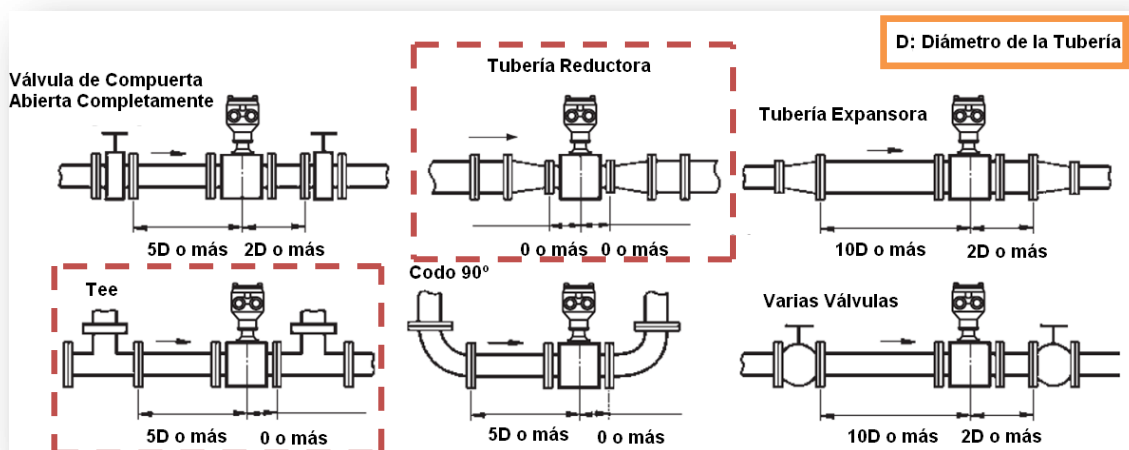 D: Diámetro de la Tubería
Válvula de Compuerta
Abierta Completamente
Tubería Reductora
Tubería Expansora
5D o más 2D o más
0 o más 0 o más
10D o más 2D o más
Tee
Codo 90º
Varias Válvulas
5D o más 0 o más
5D o más 0 o más
10D o más 2D o más